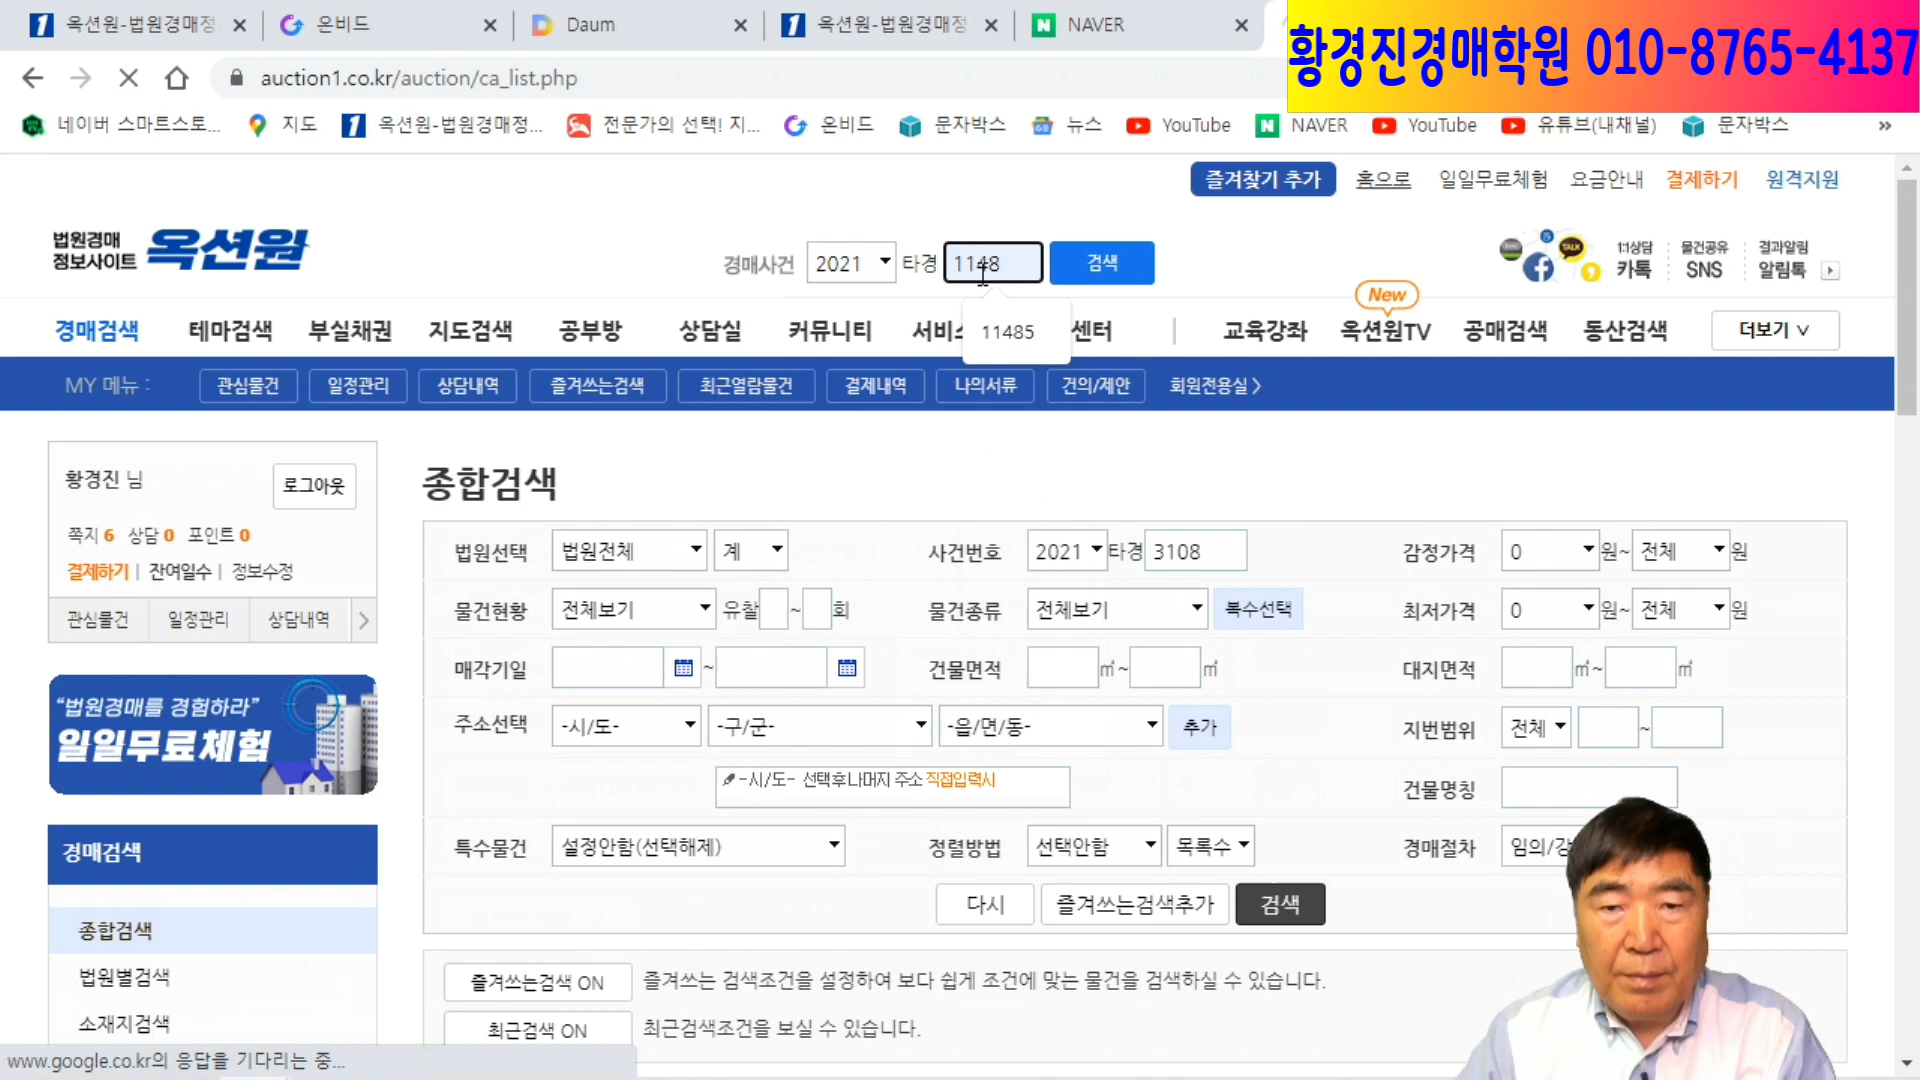 옥션원-법원경매정
온비드
Daum
옥션원-법원경매정
NAVER
황경진경매학원 010-8765-4137
auction1.co.kr/auction/ca_list.php
네이버 스마트스토...
지도
옥션원-법원경매정...
전문가의 선택! 지...
온비드
문자박스
뉴스
YouTube
NAVER
YouTube
유튜브(내채널)
문자박스
»
즐겨찾기 추가
홈으로
일일무료체험
요금안내
결제하기
원격지원
법원경매
정보사이트
옥션원
경매사건
2021
타경
1148
검색
11485
1:1상담
카톡
물건공유
SNS
결과알림
알림톡
New
경매검색
테마검색
부실채권
지도검색
공부방
상담실
커뮤니티
서비스
센터
교육강좌
옥션원TV
공매검색
동산검색
더보기 ∨
MY 메뉴 :
관심물건
일정관리
상담내역
즐겨쓰는검색
최근열람물건
결제내역
나의서류
건의/제안
회원전용실 >
황경진 님
로그아웃
쪽지 6 상담 0 포인트 0
결제하기 | 잔여일수 | 정보수정
관심물건
일정관리
상담내역
"법원경매를 경험하라"
일일무료체험
경매검색
종합검색
법원별검색
소재지검색
종합검색
법원선택 법원전체 계 사건번호 2021 타경 3108 감정가격 0 원~ 전체 원
물건현황 전체보기 유찰 ~ 회 물건종류 전체보기 복수선택 최저가격 0 원~ 전체 원
매각기일 ~ 건물면적 ㎡~ ㎡ 대지면적 ㎡~ ㎡
주소선택 -시/도- -구/군- -읍/면/동- 추가 지번범위 전체 ~
-시/도- 선택후 나머지 주소 직접입력시 건물명칭
특수물건 설정안함(선택해제) 정렬방법 선택안함 목록수 경매절차 임의/강
다시
즐겨쓰는검색추가
검색
즐겨쓰는검색 ON 즐겨쓰는 검색조건을 설정하여 보다 쉽게 조건에 맞는 물건을 검색하실 수 있습니다.
최근검색 ON 최근검색조건을 보실 수 있습니다.
www.google.co.kr의 응답을 기다리는 중...